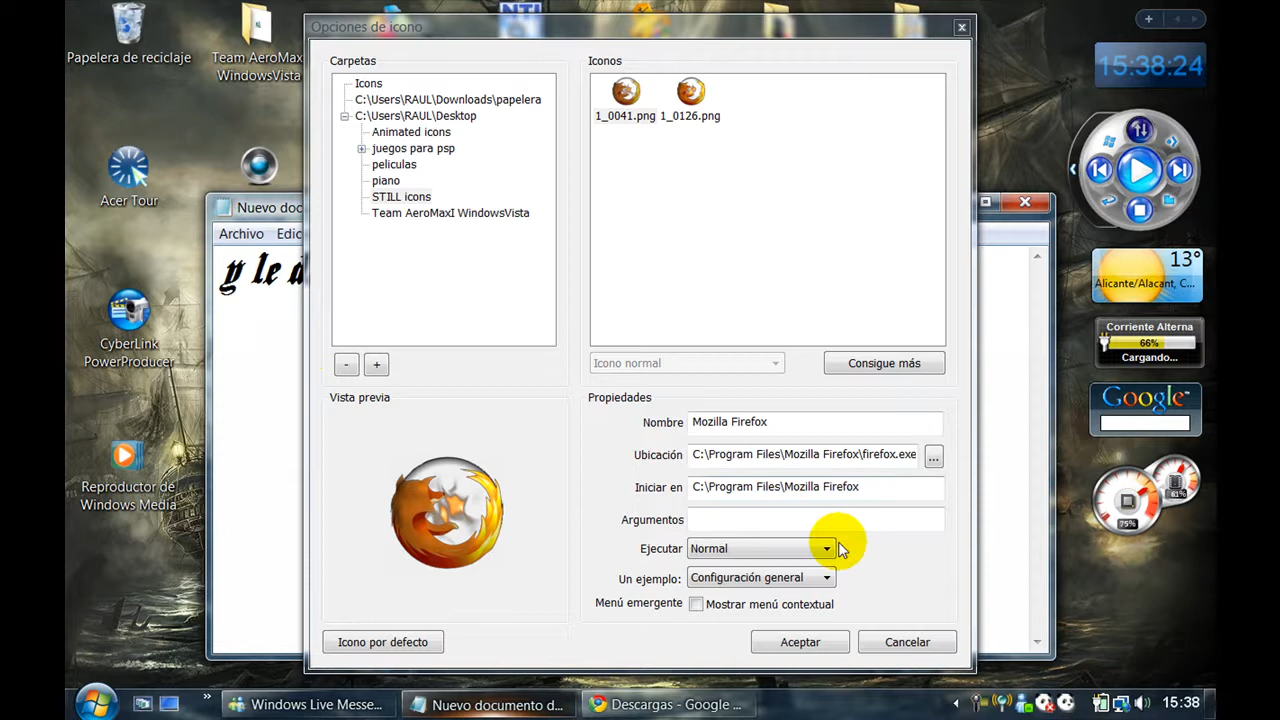 Papelera de reciclaje
Team AeroMax
WindowsVista
NTI
Opciones de icono
15:38:24
Carpetas
Iconos
Icons
C:\Users\RAUL\Downloads\papelera
C:\Users\RAUL\Desktop
Animated icons
juegos para psp
peliculas
piano
STILL icons
Team AeroMaxI WindowsVista
1_0041.png
1_0126.png
Acer Tour
Nuevo doc
Archivo
Edic
y le
CyberLink
PowerProducer
Icono normal
Consigue más
-
+
13°
Alicante/Alacant, C...
Corriente Alterna
66%
Cargando...
Google
Vista previa
Propiedades
Nombre
Mozilla Firefox
Ubicación
C:\Program Files\Mozilla Firefox\firefox.exe
...
Iniciar en
C:\Program Files\Mozilla Firefox
Argumentos
Ejecutar
Normal
Un ejemplo:
Configuración general
Menú emergente
Mostrar menú contextual
Reproductor de
Windows Media
61%
75%
Icono por defecto
Aceptar
Cancelar
Windows Live Messe...
Nuevo documento d...
Descargas - Google ...
15:38